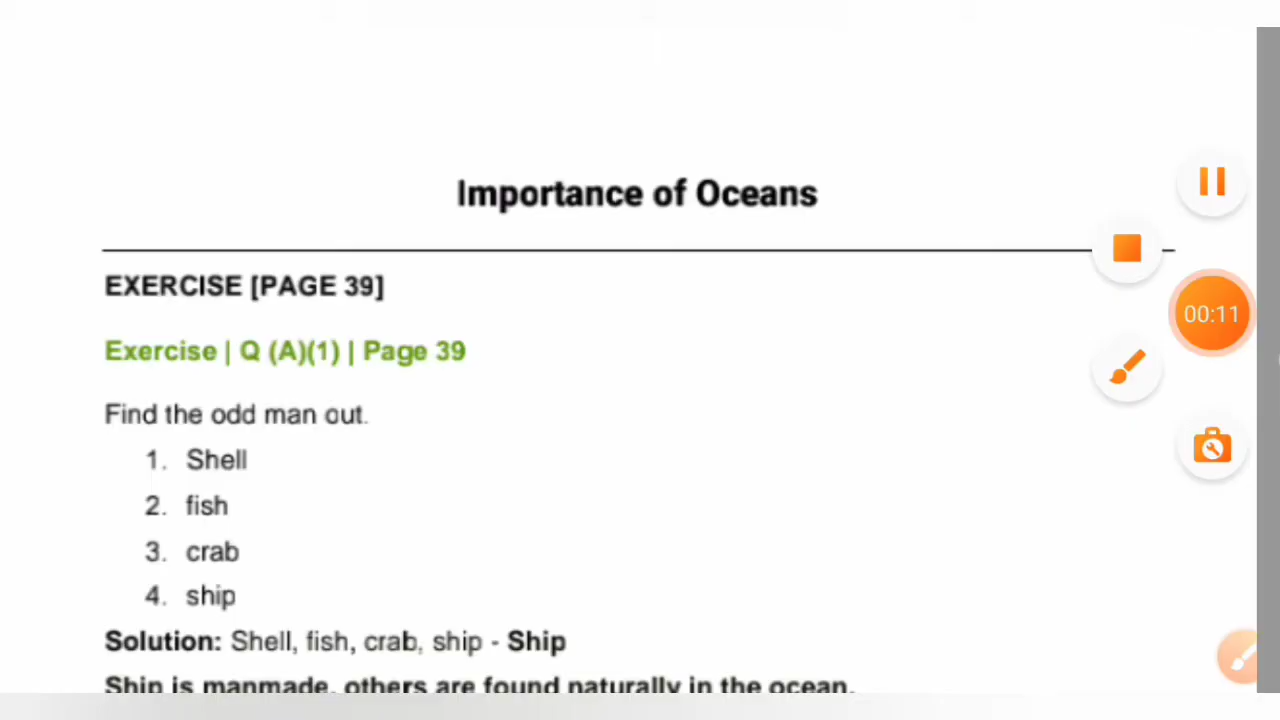 Importance of Oceans
EXERCISE [PAGE 39]
00:11
Exercise | Q (A)(1) | Page 39
Find the odd man out.
1. Shell
2. fish
3. crab
4. ship
Solution: Shell, fish, crab, ship - Ship
Ship is manmade, others are found naturally in the ocean.